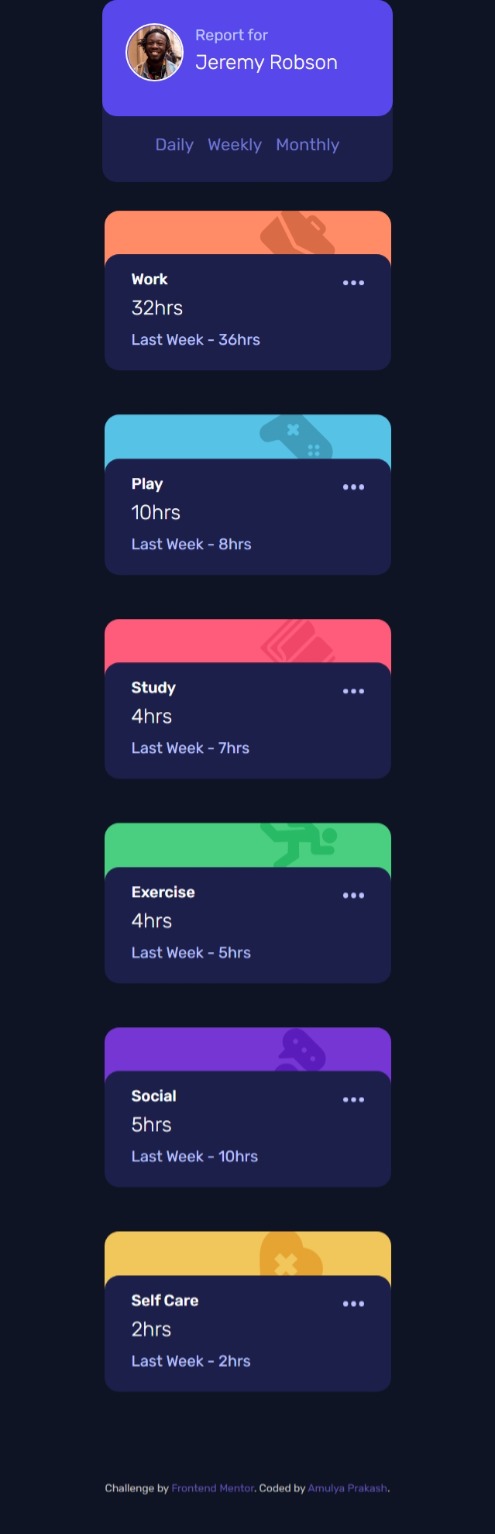 Report for
Jeremy Robson
Daily Weekly Monthly
Work
32hrs
Last Week - 36hrs
Play
10hrs
Last Week - 8hrs
Study
4hrs
Last Week - 7hrs
Exercise
4hrs
Last Week - 5hrs
Social
5hrs
Last Week - 10hrs
Self Care
2hrs
Last Week - 2hrs
Challenge by Frontend Mentor. Coded by Amulya Prakash.